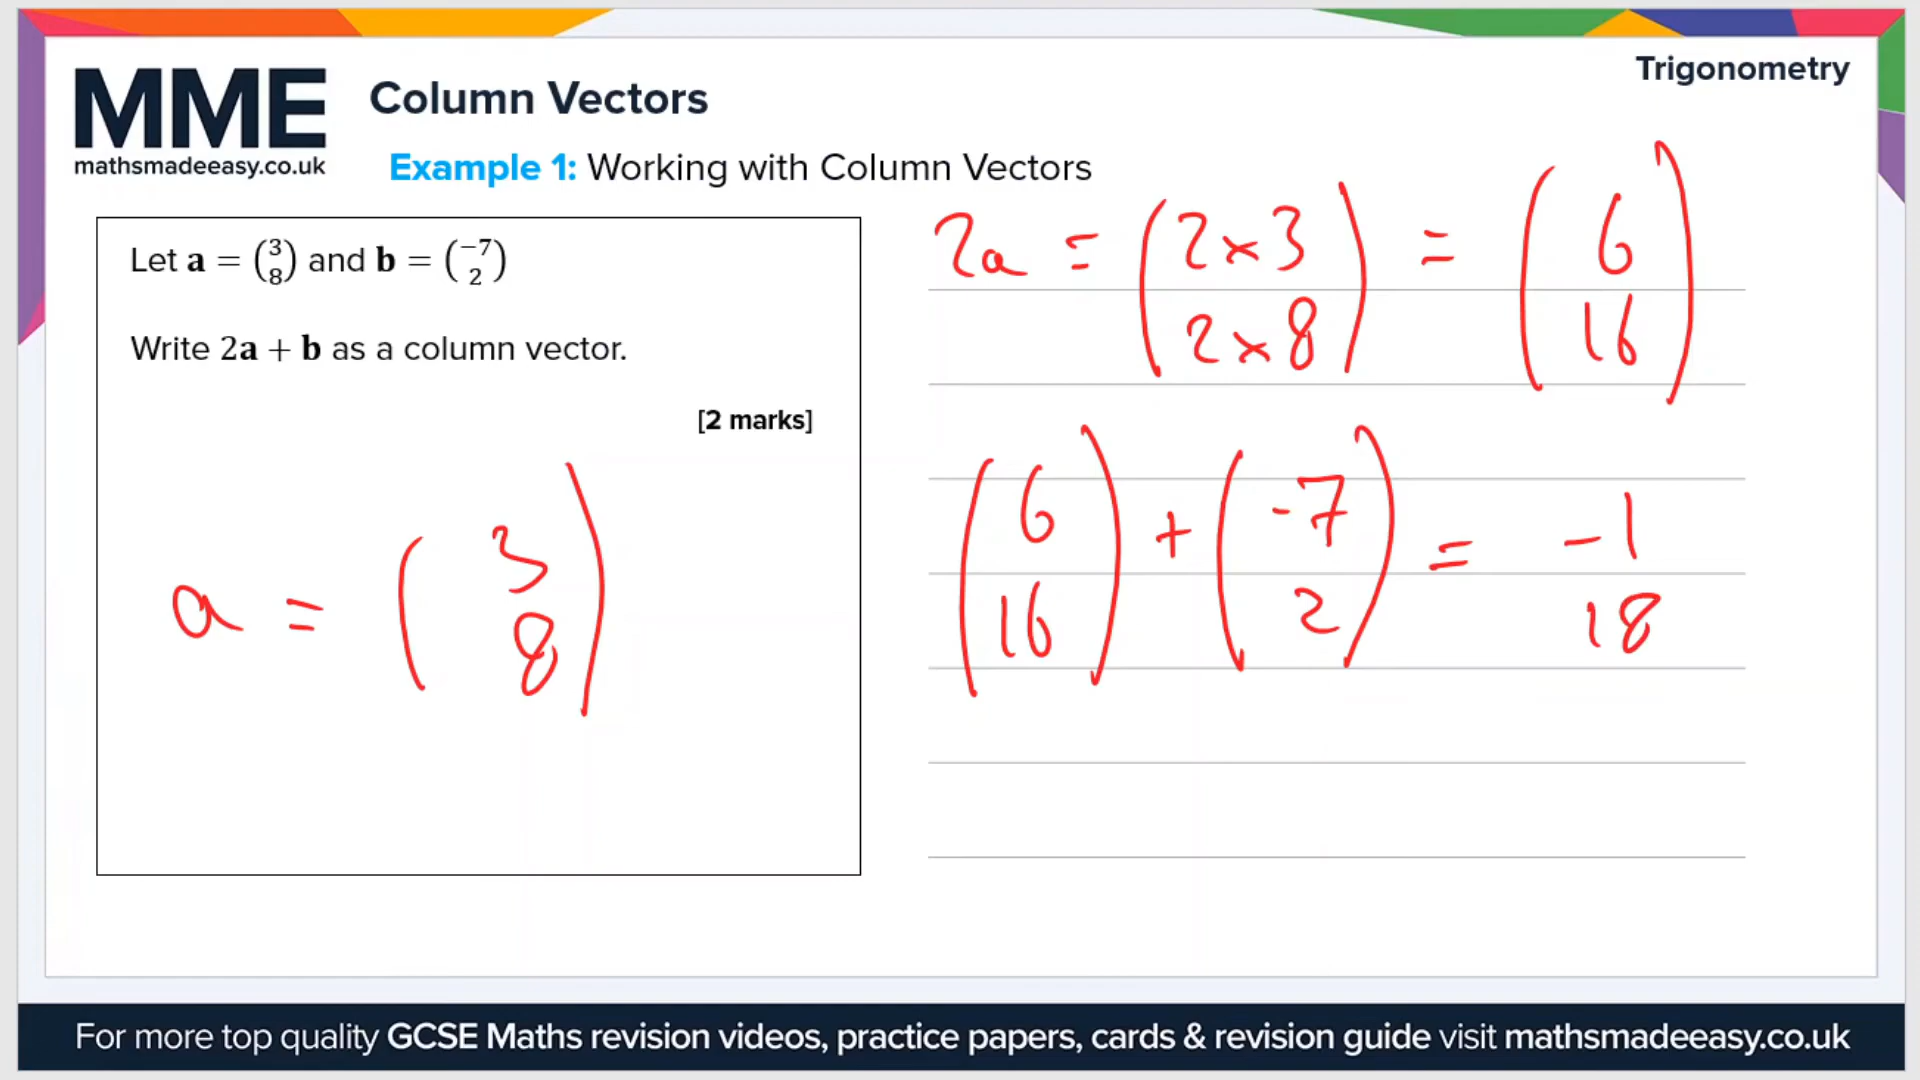 MME
mathsmadeeasy.co.uk
Column Vectors
Trigonometry
Example 1: Working with Column Vectors
Let a = (3 8) and b = (−7 2)
Write 2a + b as a column vector.
[2 marks]
a = (3 8)
2a = (2×3 2×8) = (6 16)
(6 16) + (-7 2) = -1 18
For more top quality GCSE Maths revision videos, practice papers, cards & revision guide visit mathsmadeeasy.co.uk